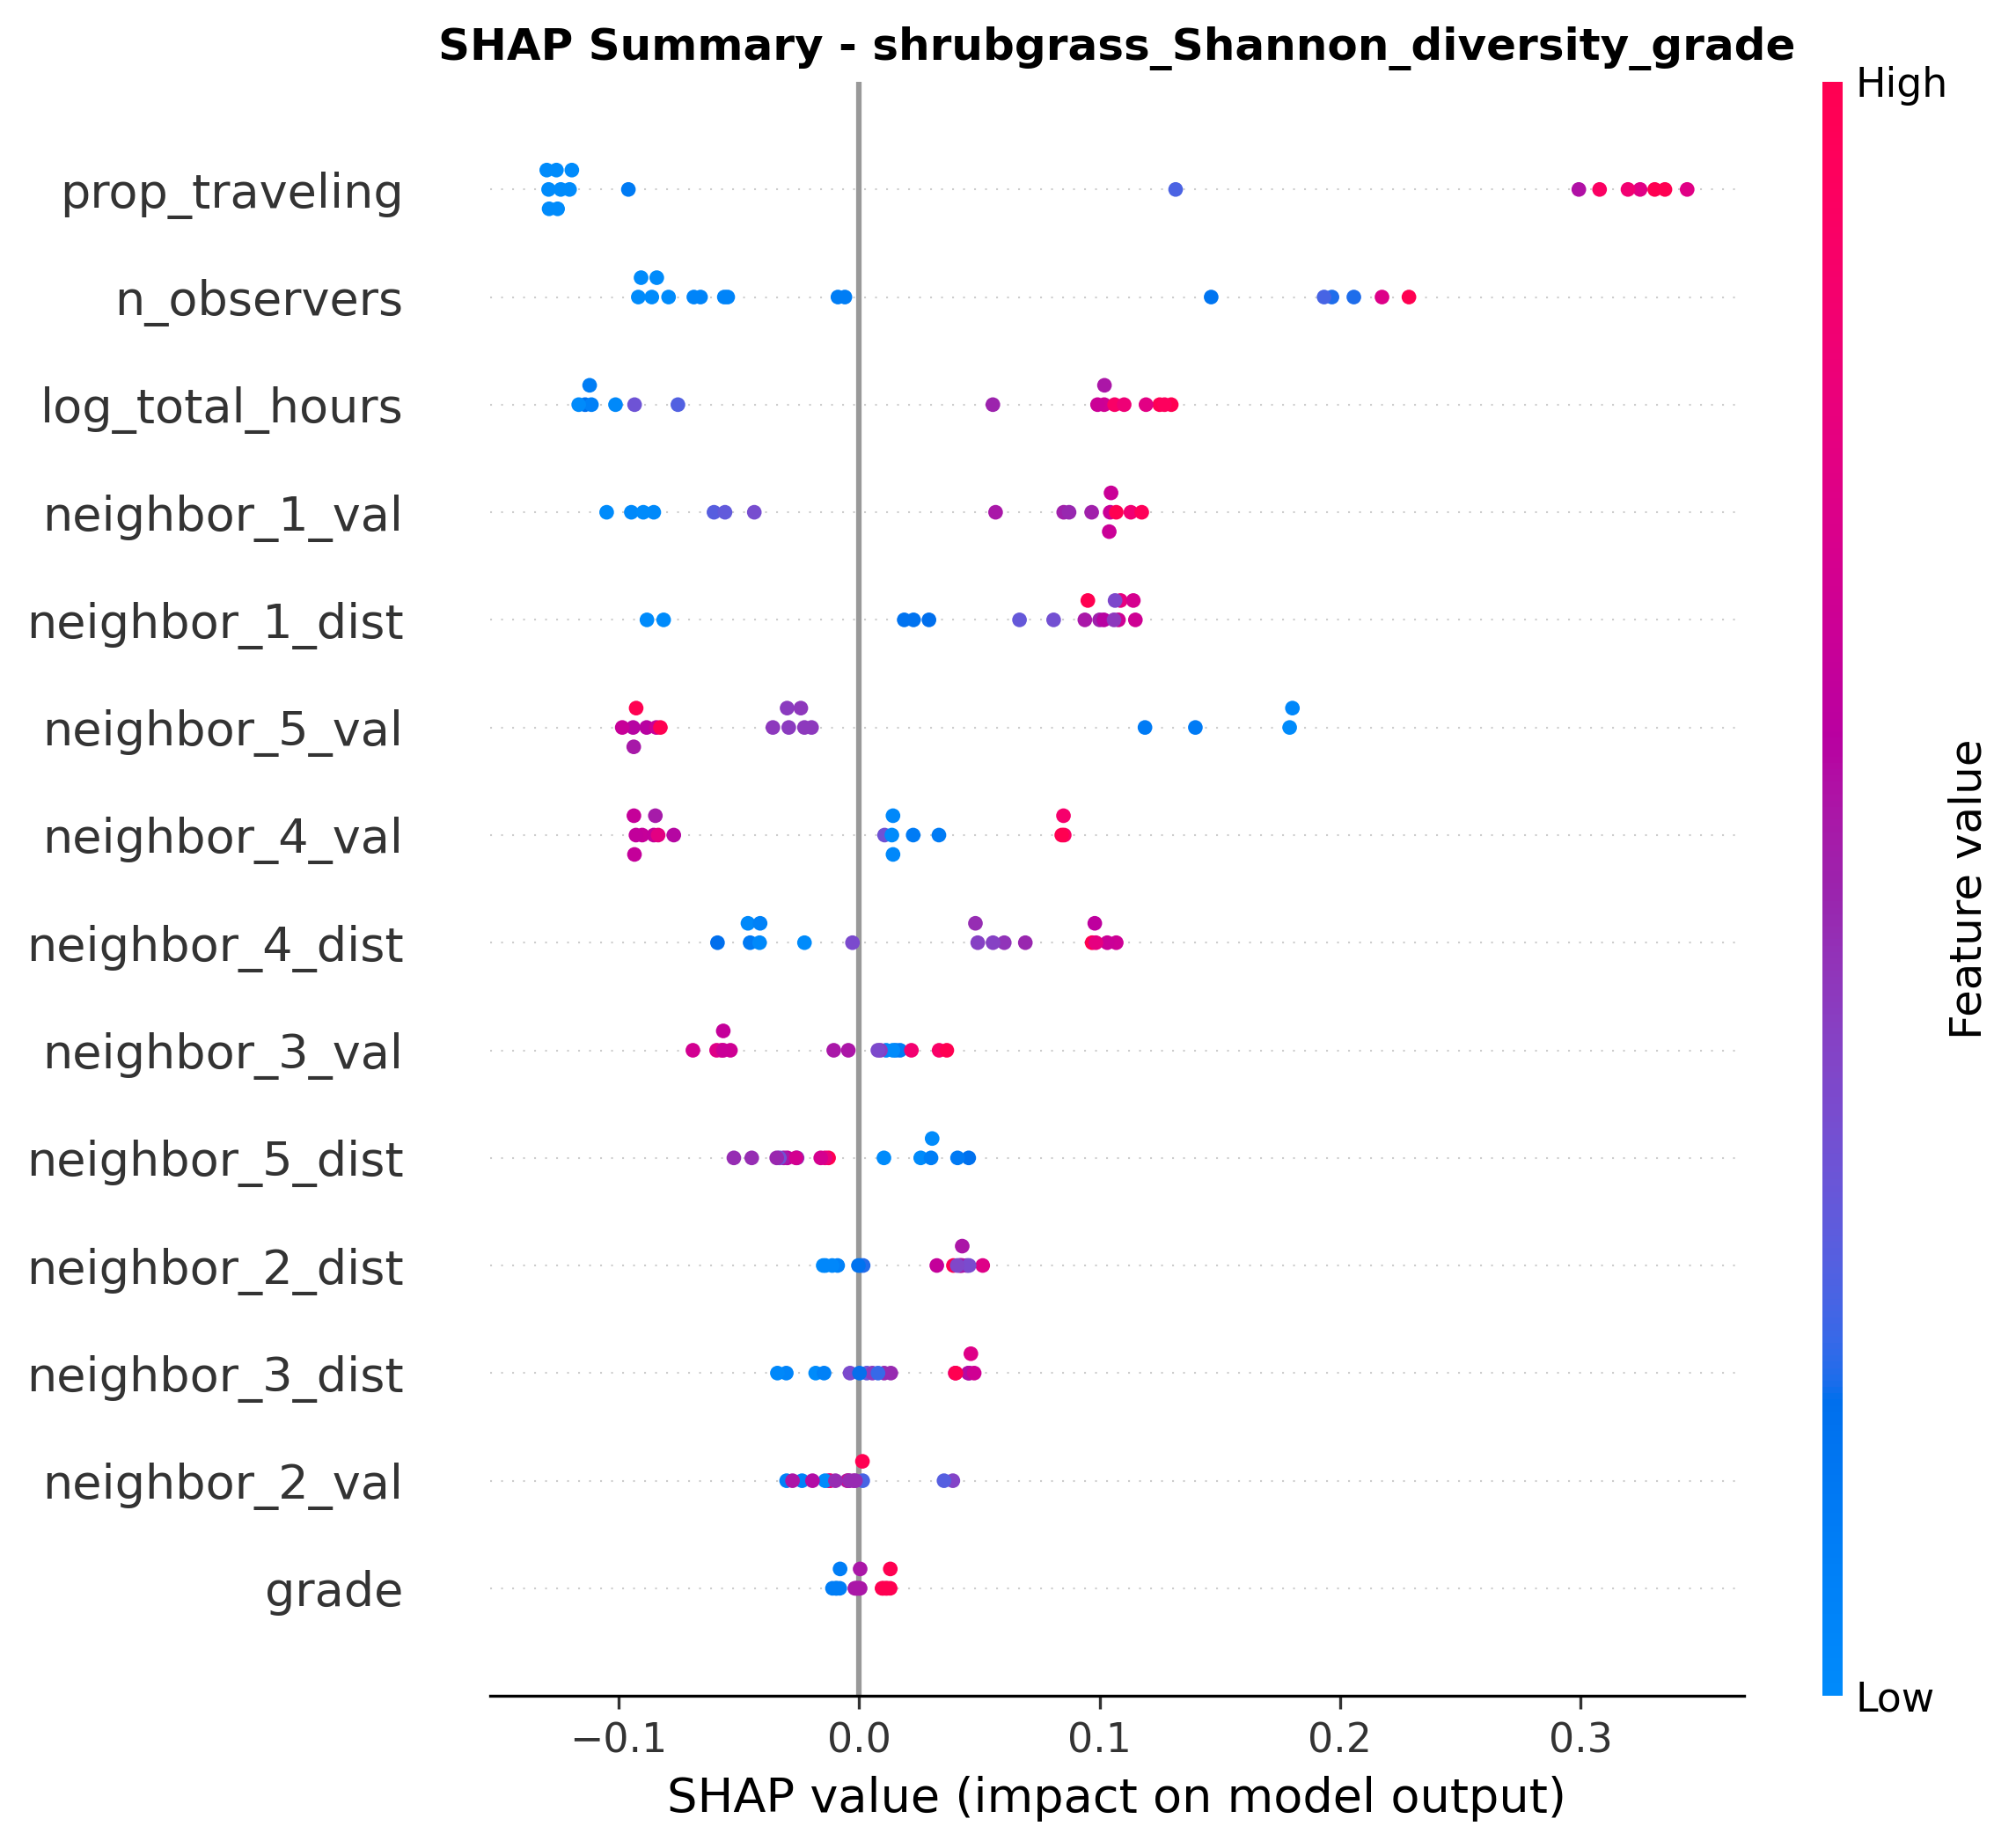 SHAP Summary - shrubgrass_Shannon_diversity_grade
High
prop_traveling
n_observers
log_total_hours
neighbor_1_val
neighbor_1_dist
neighbor_5_val
neighbor_4_val
neighbor_4_dist
neighbor_3_val
neighbor_5_dist
neighbor_2_dist
neighbor_3_dist
neighbor_2_val
grade
Feature value
Low
−0.1 0.0 0.1 0.2 0.3
SHAP value (impact on model output)